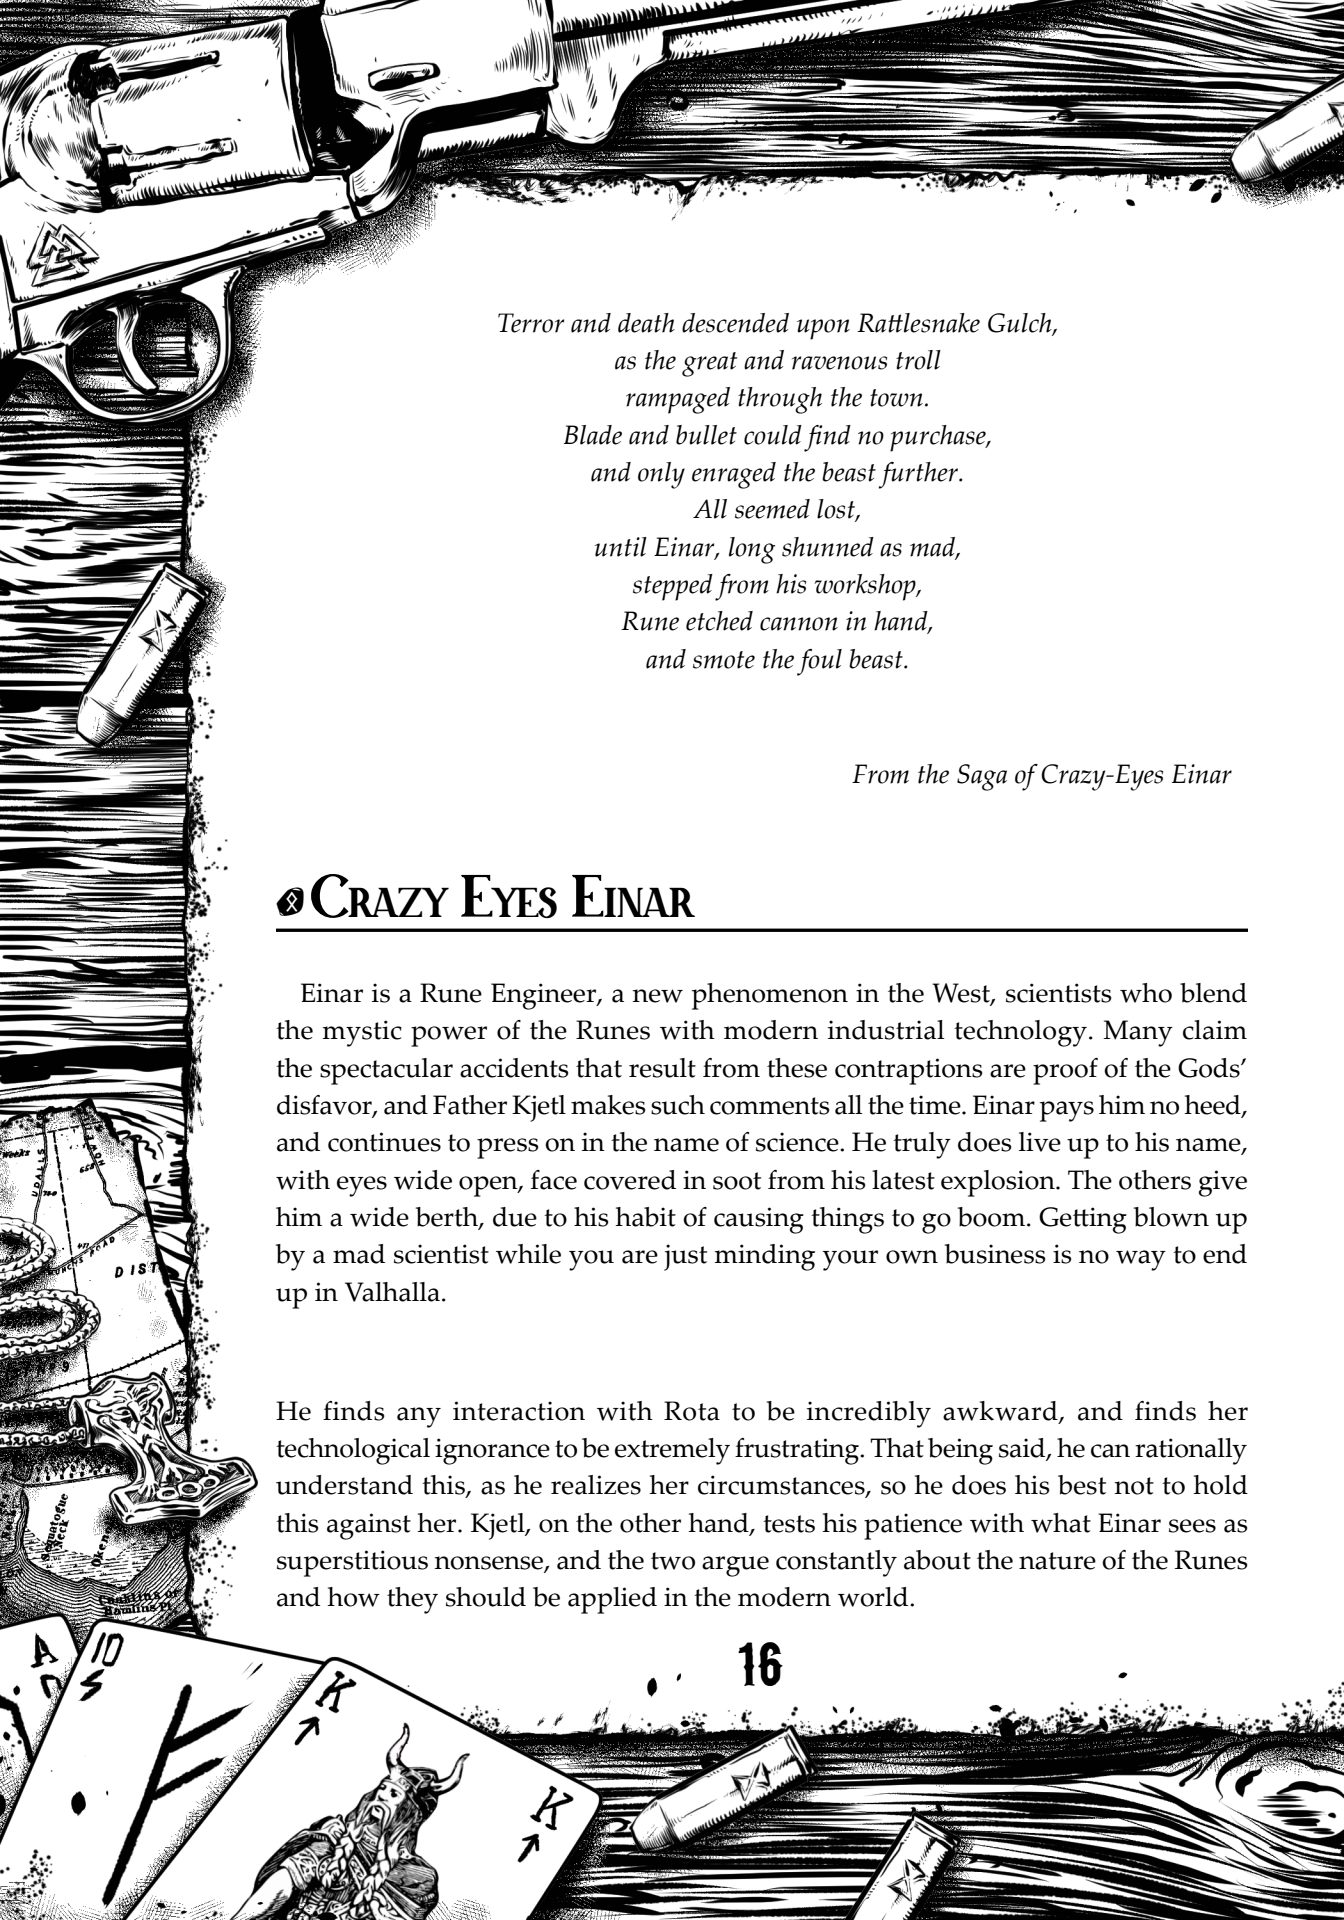 Terror and death descended upon Rattlesnake Gulch,
as the great and ravenous troll
rampaged through the town.
Blade and bullet could find no purchase,
and only enraged the beast further.
All seemed lost,
until Einar, long shunned as mad,
stepped from his workshop,
Rune etched cannon in hand,
and smote the foul beast.
From the Saga of Crazy-Eyes Einar
Crazy Eyes Einar
Einar is a Rune Engineer, a new phenomenon in the West, scientists who blend
the mystic power of the Runes with modern industrial technology. Many claim
the spectacular accidents that result from these contraptions are proof of the Gods’
disfavor, and Father Kjetl makes such comments all the time. Einar pays him no heed,
and continues to press on in the name of science. He truly does live up to his name,
with eyes wide open, face covered in soot from his latest explosion. The others give
him a wide berth, due to his habit of causing things to go boom. Getting blown up
by a mad scientist while you are just minding your own business is no way to end
up in Valhalla.
He finds any interaction with Rota to be incredibly awkward, and finds her
technological ignorance to be extremely frustrating. That being said, he can rationally
understand this, as he realizes her circumstances, so he does his best not to hold
this against her. Kjetl, on the other hand, tests his patience with what Einar sees as
superstitious nonsense, and the two argue constantly about the nature of the Runes
and how they should be applied in the modern world.
16
UDALLS
ROAD
DIST
Neck
Oken
A
10
K
K